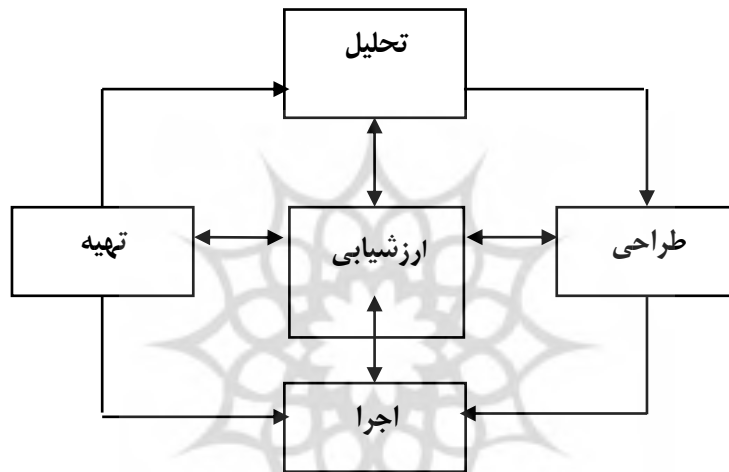 تحلیل
طراحی
ارزشیابی
تهیه
اجرا